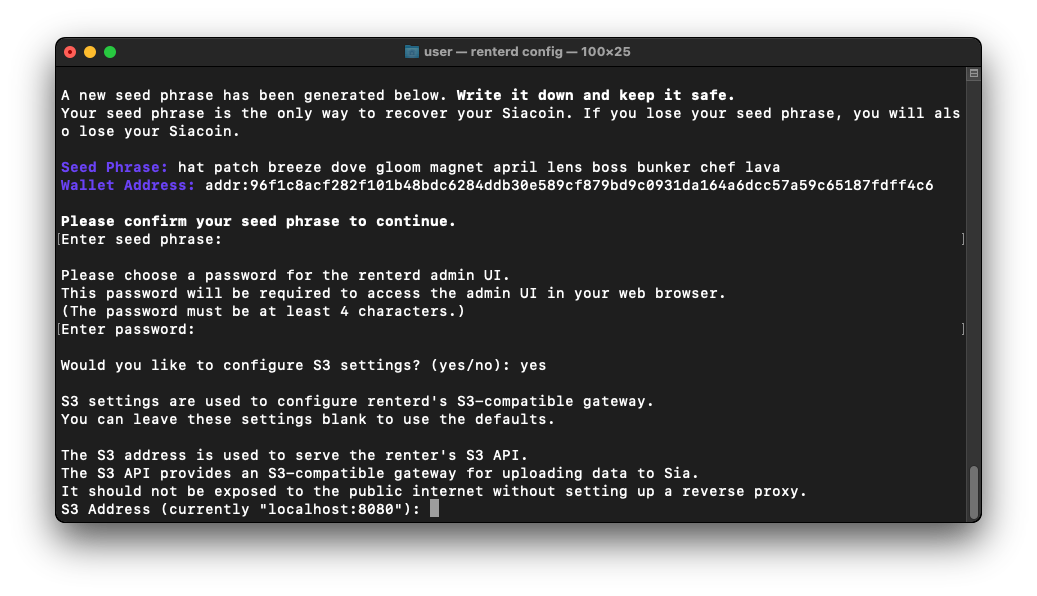 user — renterd config — 100×25
A new seed phrase has been generated below. Write it down and keep it safe.
Your seed phrase is the only way to recover your Siacoin. If you lose your seed phrase, you will als
o lose your Siacoin.
Seed Phrase: hat patch breeze dove gloom magnet april lens boss bunker chef lava
Wallet Address: addr:96f1c8acf282f101b48bdc6284ddb30e589cf879bd9c0931da164a6dcc57a59c65187fdff4c6
Please confirm your seed phrase to continue.
[Enter seed phrase: ]
Please choose a password for the renterd admin UI.
This password will be required to access the admin UI in your web browser.
(The password must be at least 4 characters.)
[Enter password: ]
Would you like to configure S3 settings? (yes/no): yes
S3 settings are used to configure renterd's S3-compatible gateway.
You can leave these settings blank to use the defaults.
The S3 address is used to serve the renter's S3 API.
The S3 API provides an S3-compatible gateway for uploading data to Sia.
It should not be exposed to the public internet without setting up a reverse proxy.
S3 Address (currently "localhost:8080"):